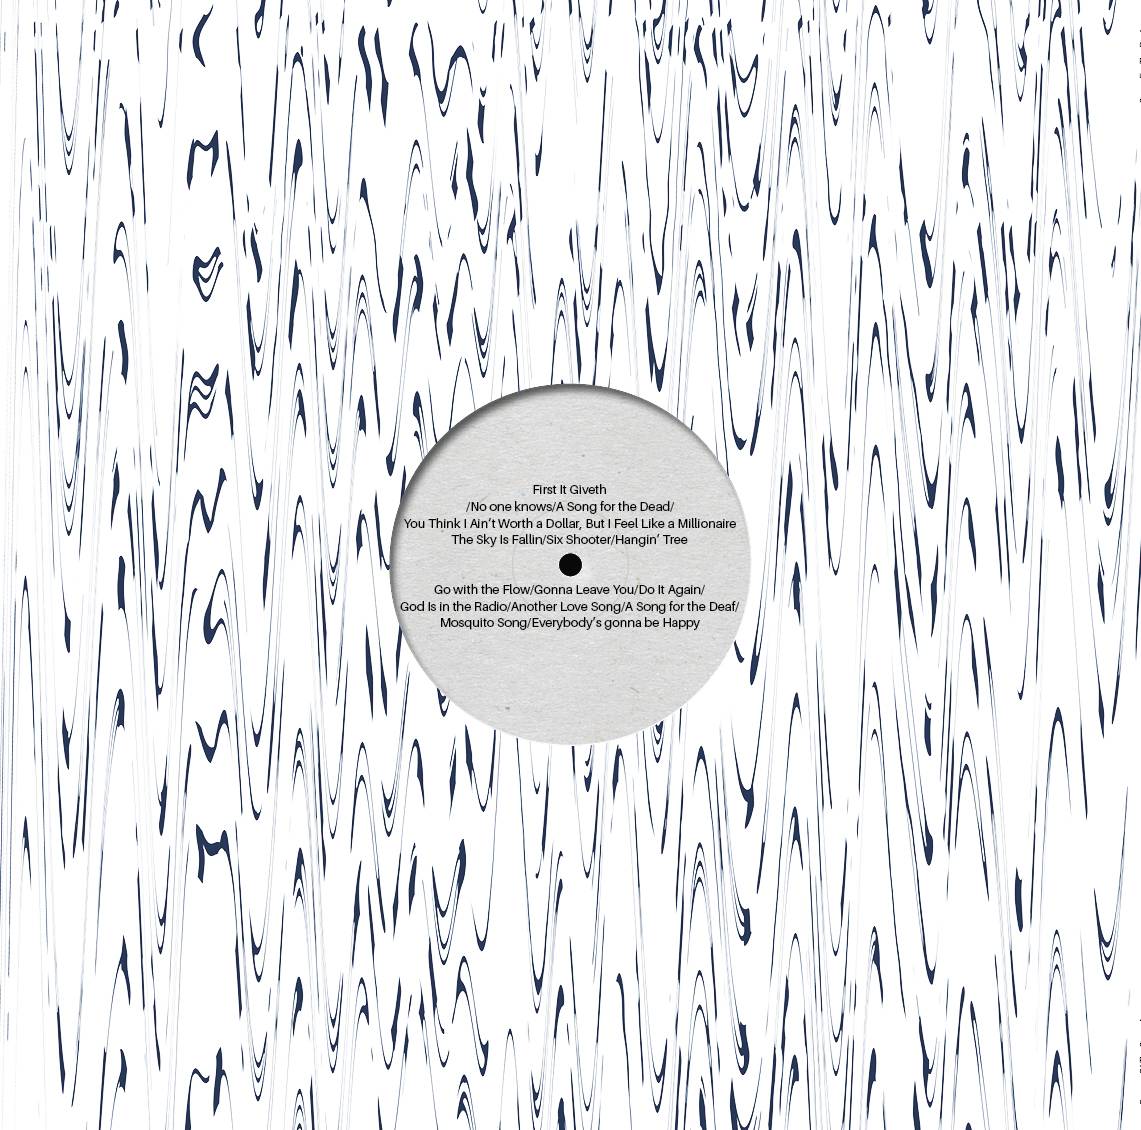 First It Giveth
/No one knows/A Song for the Dead/
You Think I Ain’t Worth a Dollar, But I Feel Like a Millionaire
The Sky Is Fallin/Six Shooter/Hangin’ Tree
Go with the Flow/Gonna Leave You/Do It Again/
God Is in the Radio/Another Love Song/A Song for the Deaf/
Mosquito Song/Everybody’s gonna be Happy